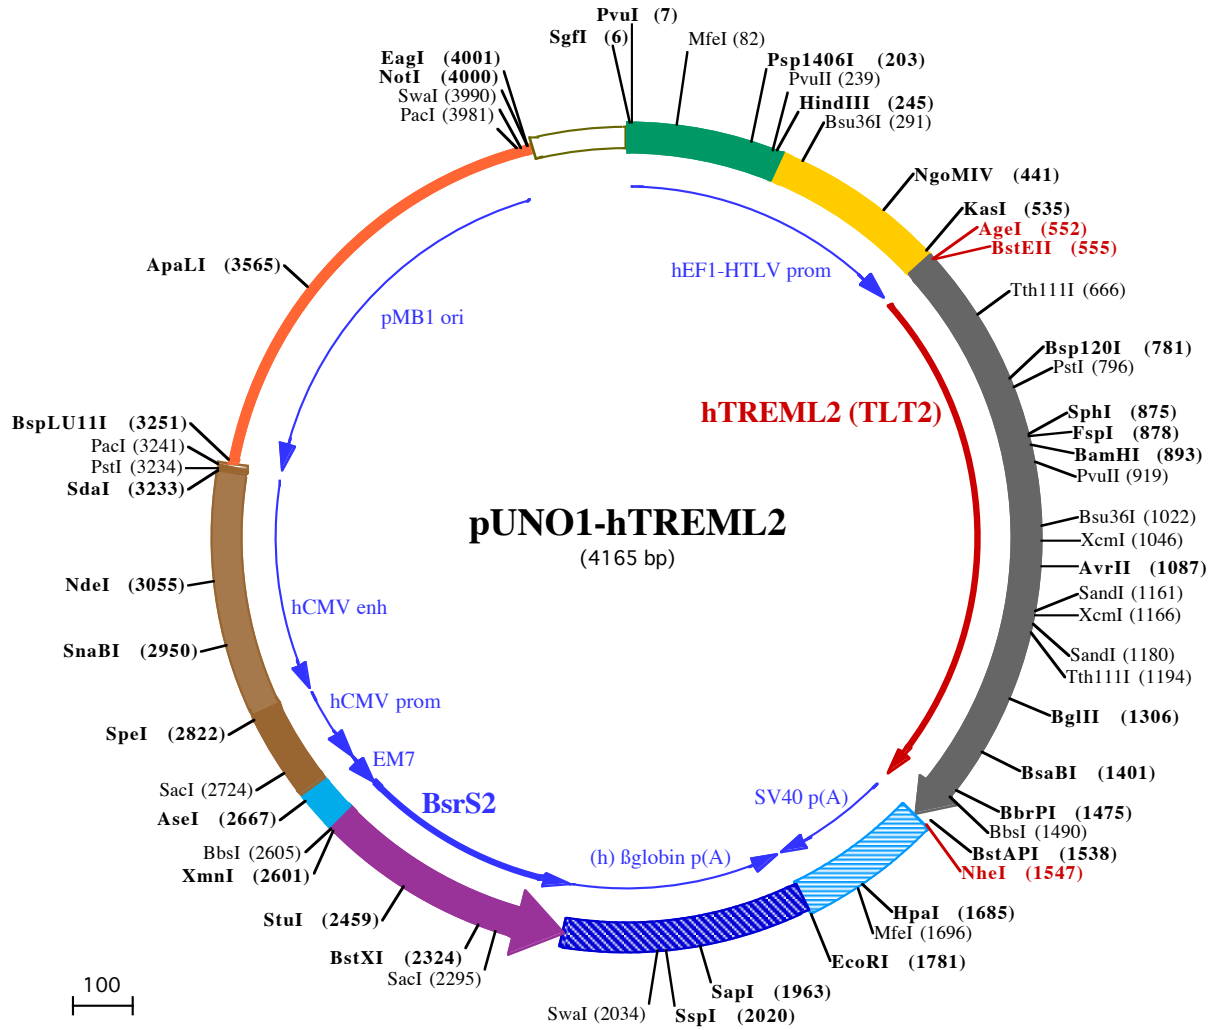 PvuI (7)
SgfI (6)
MfeI (82)
Psp1406I (203)
PvuII (239)
HindIII (245)
Bsu36I (291)
NgoMIV (441)
KasI (535)
AgeI (552)
BstEII (555)
Tth111I (666)
Bsp120I (781)
PstI (796)
SphI (875)
FspI (878)
BamHI (893)
PvuII (919)
Bsu36I (1022)
XcmI (1046)
AvrII (1087)
SandI (1161)
XcmI (1166)
SandI (1180)
Tth111I (1194)
BglII (1306)
BsaBI (1401)
BbrPI (1475)
BbsI (1490)
BstAPI (1538)
NheI (1547)
HpaI (1685)
MfeI (1696)
EcoRI (1781)
SapI (1963)
SspI (2020)
SwaI (2034)
SacI (2295)
BstXI (2324)
StuI (2459)
XmnI (2601)
BbsI (2605)
AseI (2667)
SacI (2724)
SpeI (2822)
SnaBI (2950)
NdeI (3055)
SdaI (3233)
PstI (3234)
PacI (3241)
BspLU11I (3251)
ApaLI (3565)
PacI (3981)
SwaI (3990)
NotI (4000)
EagI (4001)
hEF1-HTLV prom
pMB1 ori
hTREML2 (TLT2)
pUNO1-hTREML2
(4165 bp)
hCMV enh
hCMV prom
EM7
BsrS2
SV40 p(A)
(h) ßglobin p(A)
100